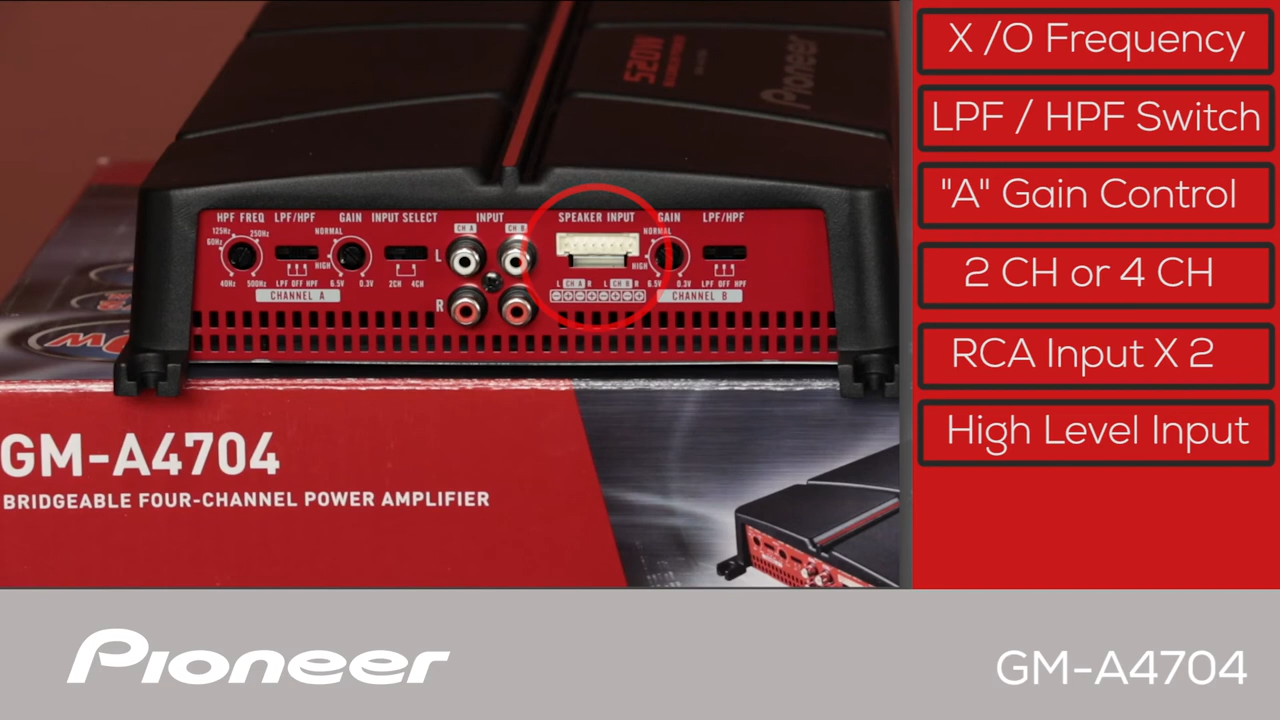 520W
Pioneer
HPF FREQ
LPF/HPF
GAIN
INPUT SELECT
INPUT
SPEAKER INPUT
GAIN
LPF/HPF
125Hz
250Hz
60Hz
40Hz
500Hz
LPF OFF HPF
NORMAL
HIGH
6.5V
0.3V
2CH
4CH
CHANNEL A
CH A
CH B
L
R
L CH A R L CH B R
NORMAL
HIGH
6.5V
0.3V
LPF OFF HPF
CHANNEL B
GM-A4704
BRIDGEABLE FOUR-CHANNEL POWER AMPLIFIER
X /O Frequency
LPF / HPF Switch
"A" Gain Control
2 CH or 4 CH
RCA Input X 2
High Level Input
Pioneer
GM-A4704